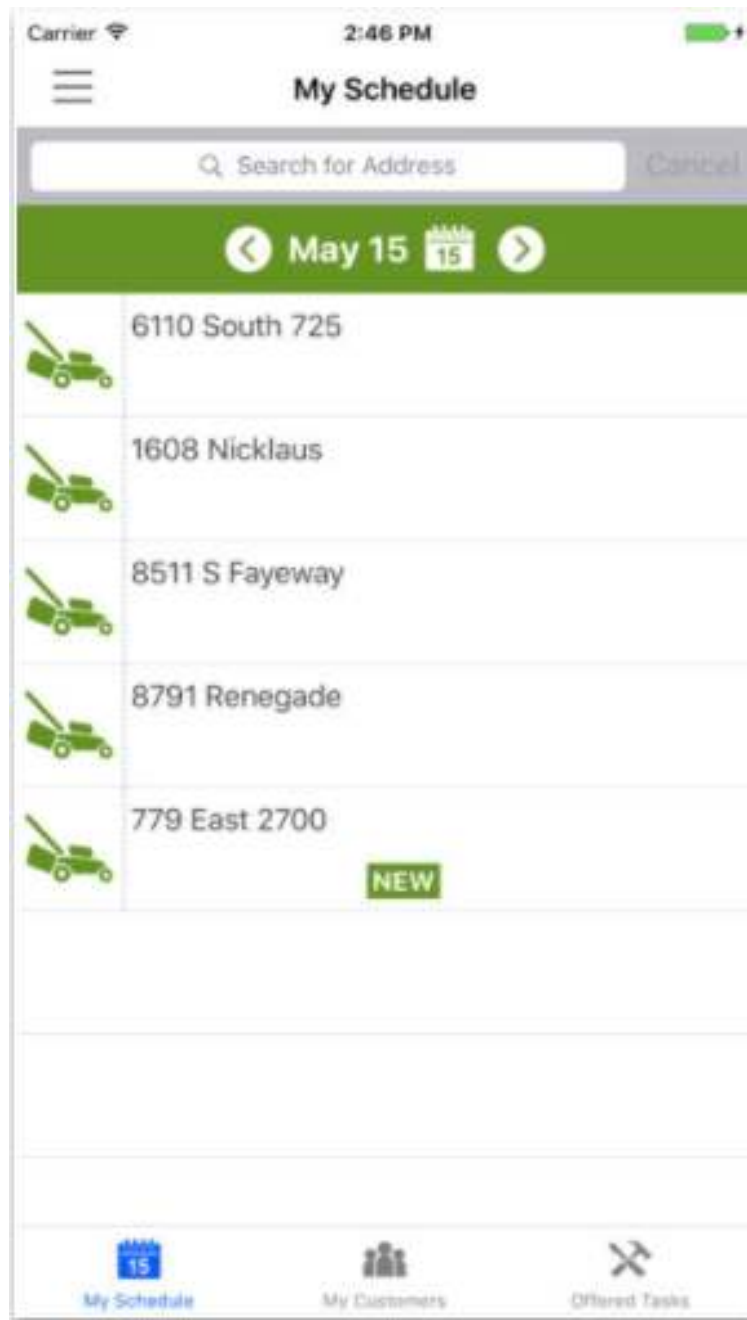 Carrier 2:46 PM
My Schedule
Search for Address Cancel
May 15 15
6110 South 725
1608 Nicklaus
8511 S Fayeway
8791 Renegade
779 East 2700
NEW
15
My Schedule My Customers Offered Tasks